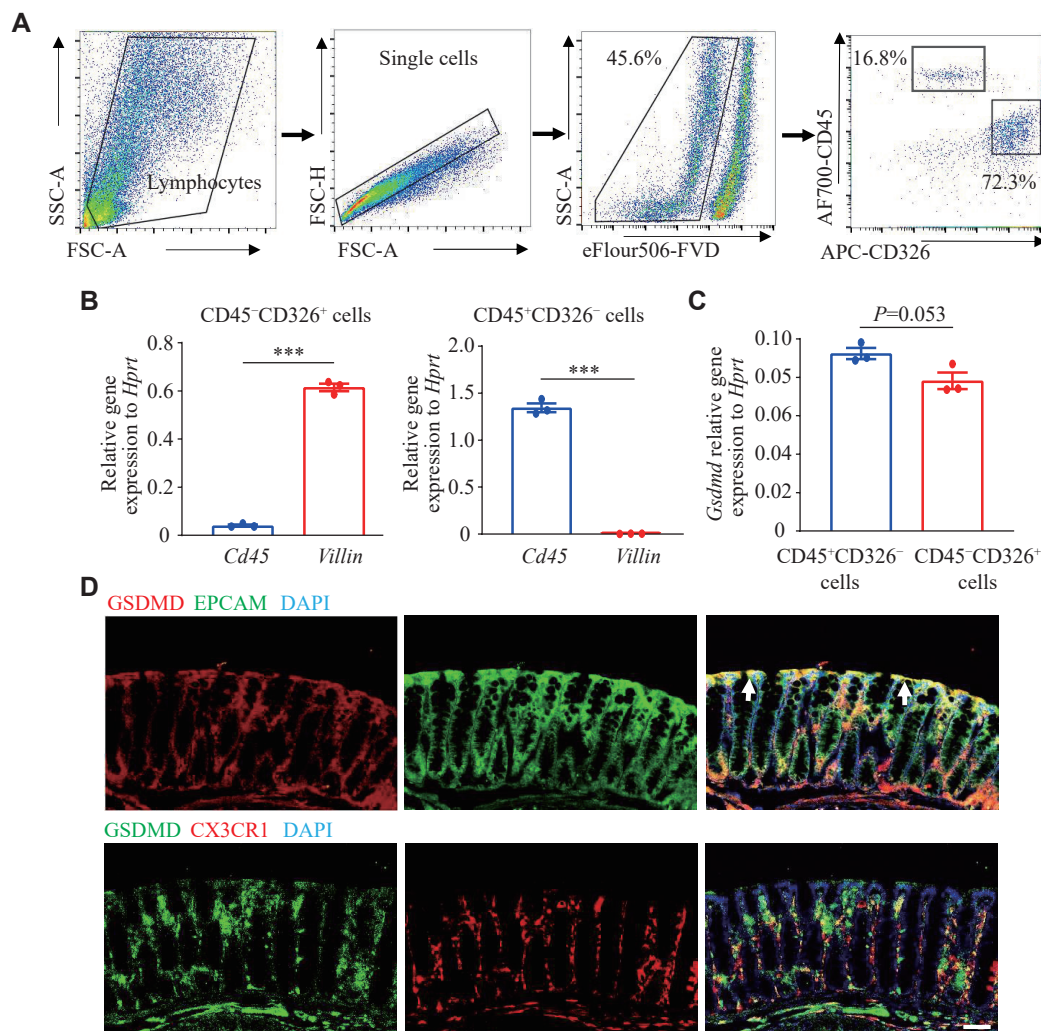 A
SSC-A
Lymphocytes
FSC-A
FSC-H
Single cells
FSC-A
SSC-A
45.6%
eFlour506-FVD
AF700-CD45
16.8%
72.3%
APC-CD326
B
CD45⁻CD326⁺ cells
Relative gene
expression to Hprt
0.8
0.6
0.4
0.2
0
***
Cd45
Villin
CD45⁺CD326⁻ cells
Relative gene
expression to Hprt
2.0
1.5
1.0
0.5
0
***
Cd45
Villin
C
P=0.053
Gsdmd relative gene
expression to Hprt
0.10
0.05
0.06
0.02
0.02
0
CD45⁺CD326⁻
cells
CD45⁻CD326⁺
cells
D
GSDMD EPCAM DAPI
GSDMD CX3CR1 DAPI